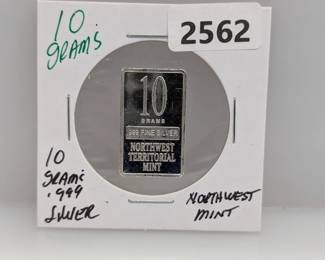 10
GRAMS
2562
10
GRAMS
.999 FINE SILVER
NORTHWEST
TERRITORIAL
MINT
10
GRAMS
.999
SILVER
NORTHWEST
MINT